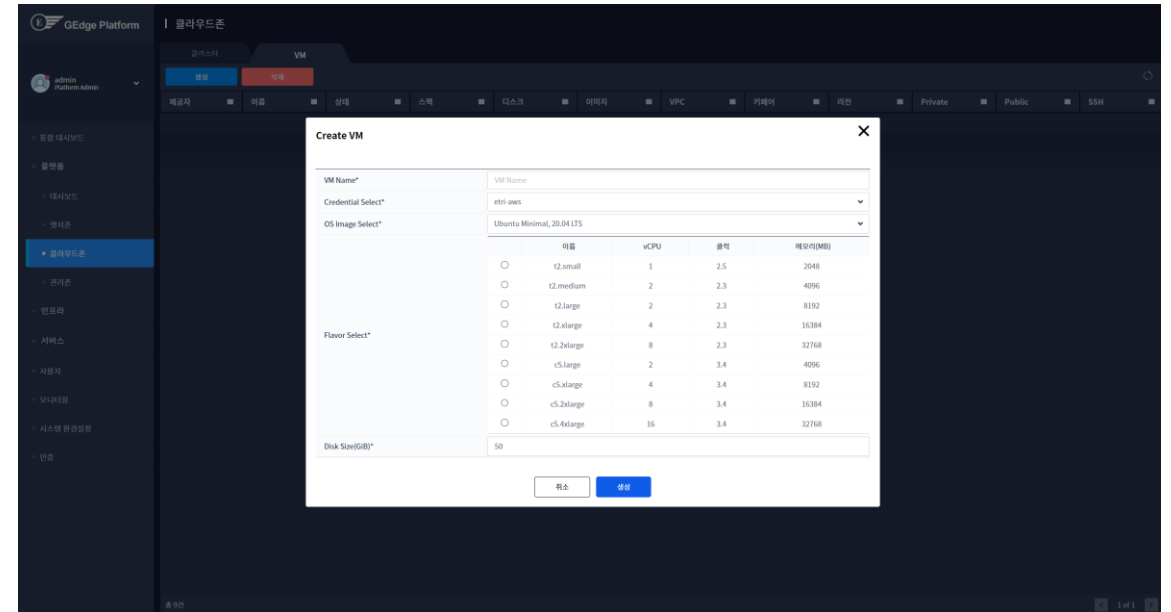 GEdge Platform
클라우드존
클러스터 VM
admin
Platform Admin
생성 삭제
제공자 이름 상태 스펙 디스크 이미지 VPC 키페어 리전 Private Public SSH
통합 대시보드
플랫폼
대시보드
엣지존
클라우드존
관리존
인프라
서비스
사용자
모니터링
시스템 환경설정
인증
Create VM
VM Name* VM Name
Credential Select* etri-aws
OS Image Select* Ubuntu Minimal, 20.04 LTS
Flavor Select*
이름 vCPU 클럭 메모리(MB)
t2.small 1 2.5 2048
t2.medium 2 2.3 4096
t2.large 2 2.3 8192
t2.xlarge 4 2.3 16384
t2.2xlarge 8 2.3 32768
c5.large 2 3.4 4096
c5.xlarge 4 3.4 8192
c5.2xlarge 8 3.4 16384
c5.4xlarge 16 3.4 32768
Disk Size(GiB)* 50
취소 생성
1 of 1